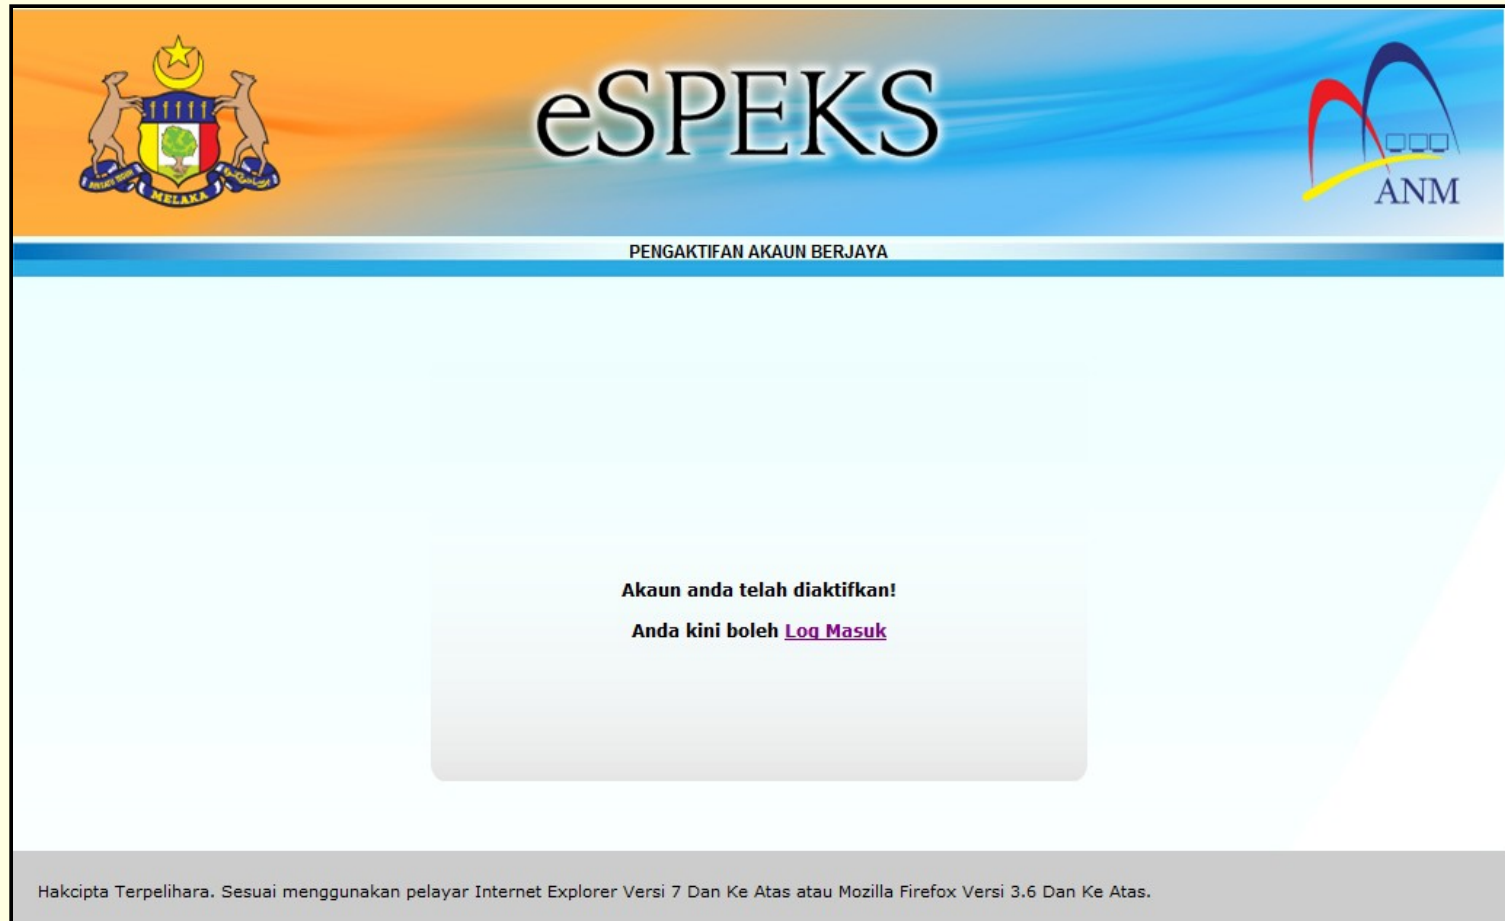 eSPEKS
MELAKA
ANM
PENGAKTIFAN AKAUN BERJAYA
Akaun anda telah diaktifkan!
Anda kini boleh Log Masuk
Hakcipta Terpelihara. Sesuai menggunakan pelayar Internet Explorer Versi 7 Dan Ke Atas atau Mozilla Firefox Versi 3.6 Dan Ke Atas.